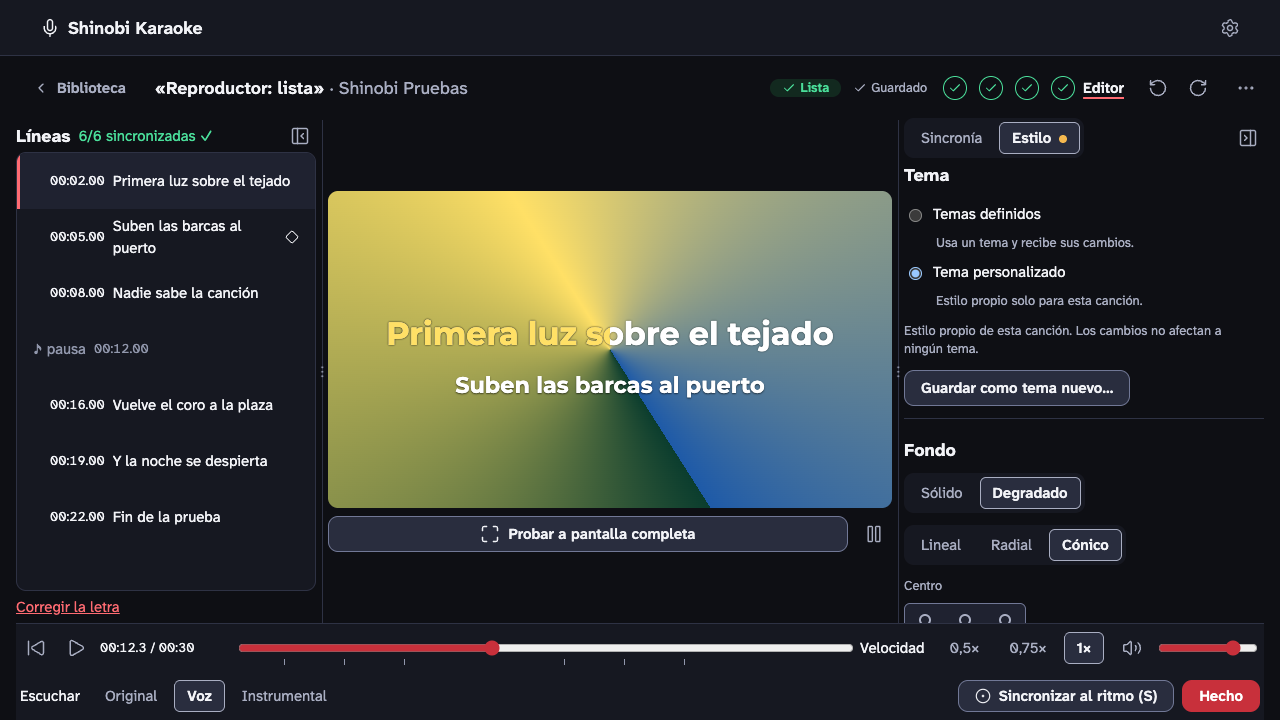 Shinobi Karaoke
Biblioteca
«Reproductor: lista» · Shinobi Pruebas
Lista
Guardado
Editor
Líneas 6/6 sincronizadas
00:02.00 Primera luz sobre el tejado
00:05.00 Suben las barcas al
puerto
00:08.00 Nadie sabe la canción
♪ pausa 00:12.00
00:16.00 Vuelve el coro a la plaza
00:19.00 Y la noche se despierta
00:22.00 Fin de la prueba
Corregir la letra
Primera luz sobre el tejado
Suben las barcas al puerto
Probar a pantalla completa
Sincronía
Estilo
Tema
Temas definidos
Usa un tema y recibe sus cambios.
Tema personalizado
Estilo propio solo para esta canción.
Estilo propio de esta canción. Los cambios no afectan a
ningún tema.
Guardar como tema nuevo...
Fondo
Sólido Degradado
Lineal Radial Cónico
Centro
00:12.3 / 00:30
Velocidad 0,5× 0,75× 1×
Escuchar Original Voz Instrumental
Sincronizar al ritmo (S)
Hecho